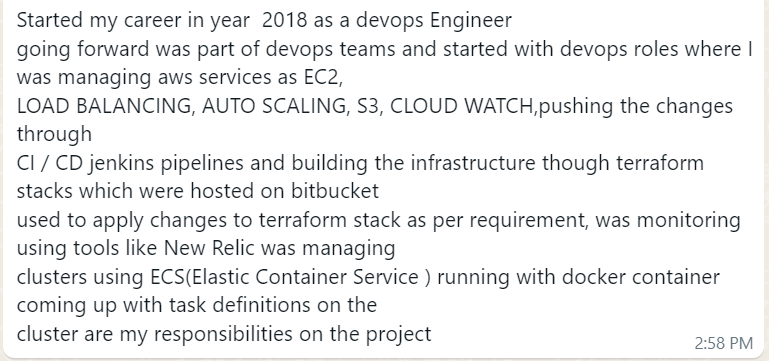 Started my career in year  2018 as a devops Engineer
going forward was part of devops teams and started with devops roles where I
was managing aws services as EC2,
LOAD BALANCING, AUTO SCALING, S3, CLOUD WATCH,pushing the changes
through
CI / CD jenkins pipelines and building the infrastructure though terraform
stacks which were hosted on bitbucket
used to apply changes to terraform stack as per requirement, was monitoring
using tools like New Relic was managing
clusters using ECS(Elastic Container Service ) running with docker container
coming up with task definitions on the
cluster are my responsibilities on the project
2:58 PM